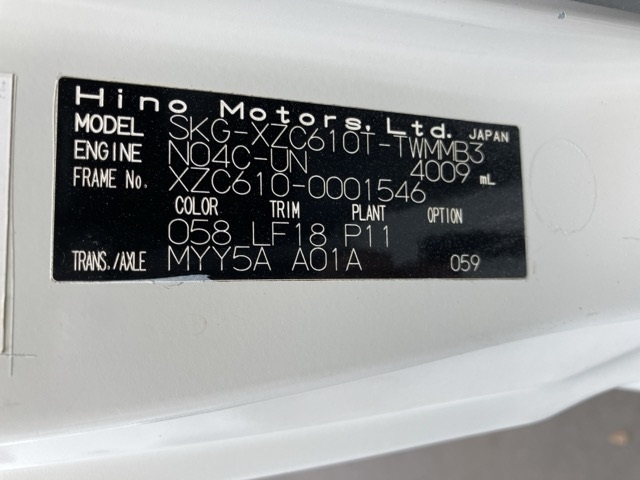 Hino Motors, Ltd. JAPAN
MODEL SKG-XZC610T-TWMMB3
ENGINE N04C-UN 4009 mL
FRAME No. XZC610-0001546
COLOR TRIM PLANT OPTION
058 LF18 P11
TRANS./AXLE MYY5A A01A 059